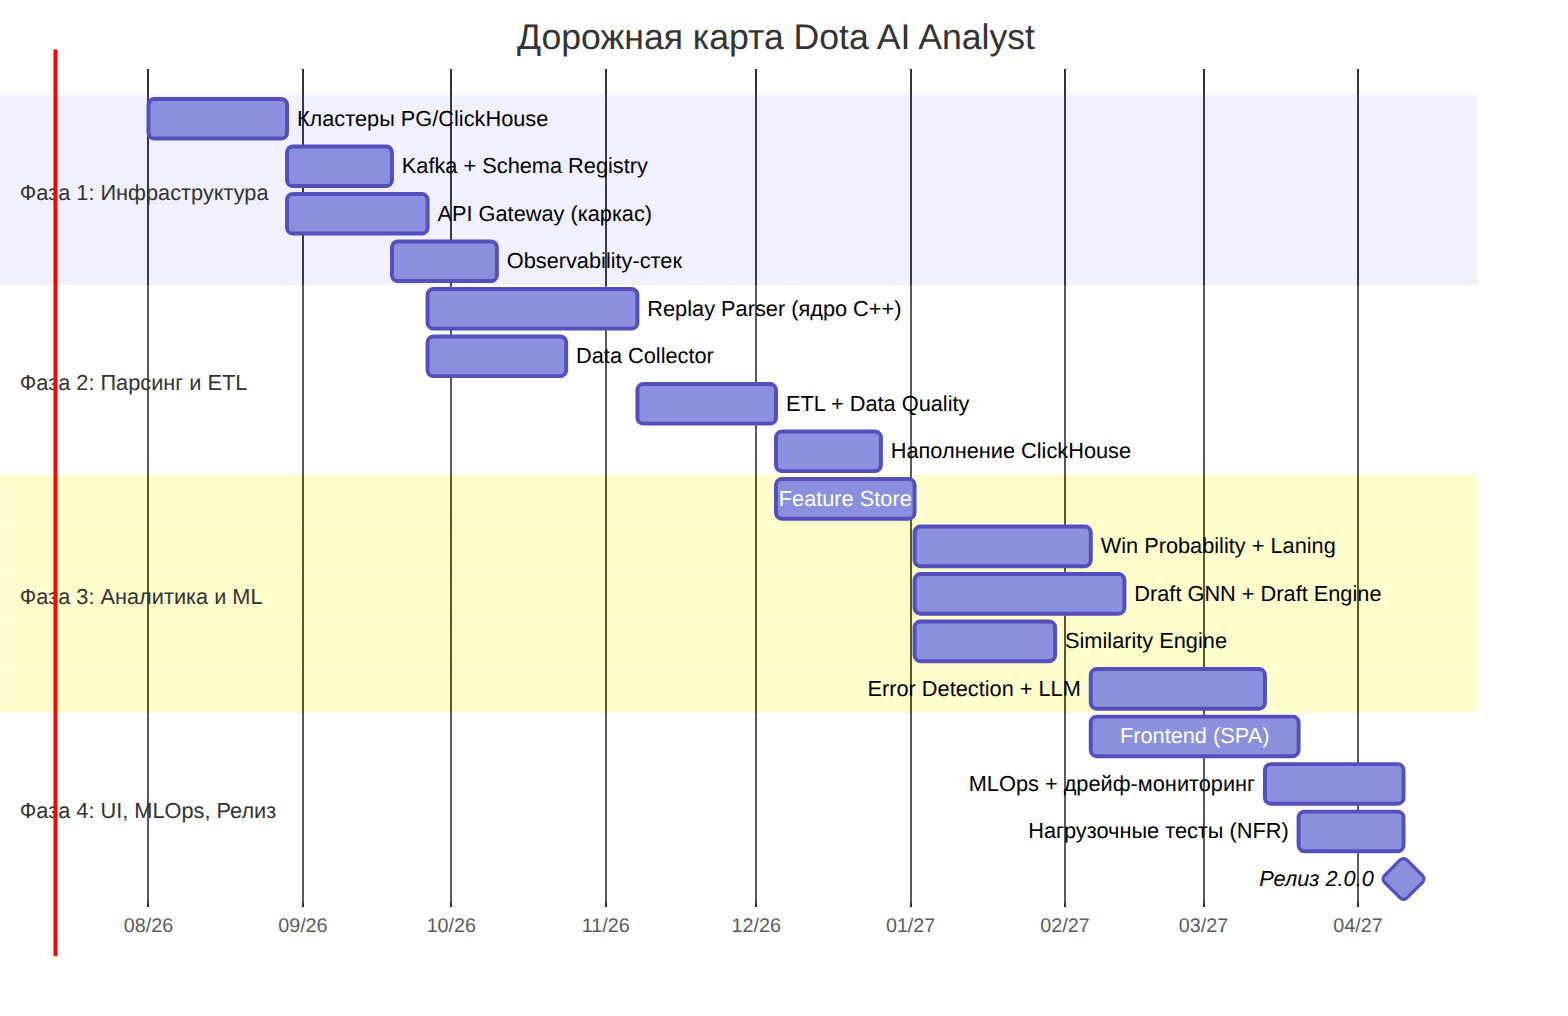 Дорожная карта Dota AI Analyst
Фаза 1: Инфраструктура
Кластеры PG/ClickHouse
Kafka + Schema Registry
API Gateway (каркас)
Observability-стек
Фаза 2: Парсинг и ETL
Replay Parser (ядро C++)
Data Collector
ETL + Data Quality
Наполнение ClickHouse
Фаза 3: Аналитика и ML
Feature Store
Win Probability + Laning
Draft GNN + Draft Engine
Similarity Engine
Error Detection + LLM
Фаза 4: UI, MLOps, Релиз
Frontend (SPA)
MLOps + дрейф-мониторинг
Нагрузочные тесты (NFR)
Релиз 2.0.0
08/26 09/26 10/26 11/26 12/26 01/27 02/27 03/27 04/27